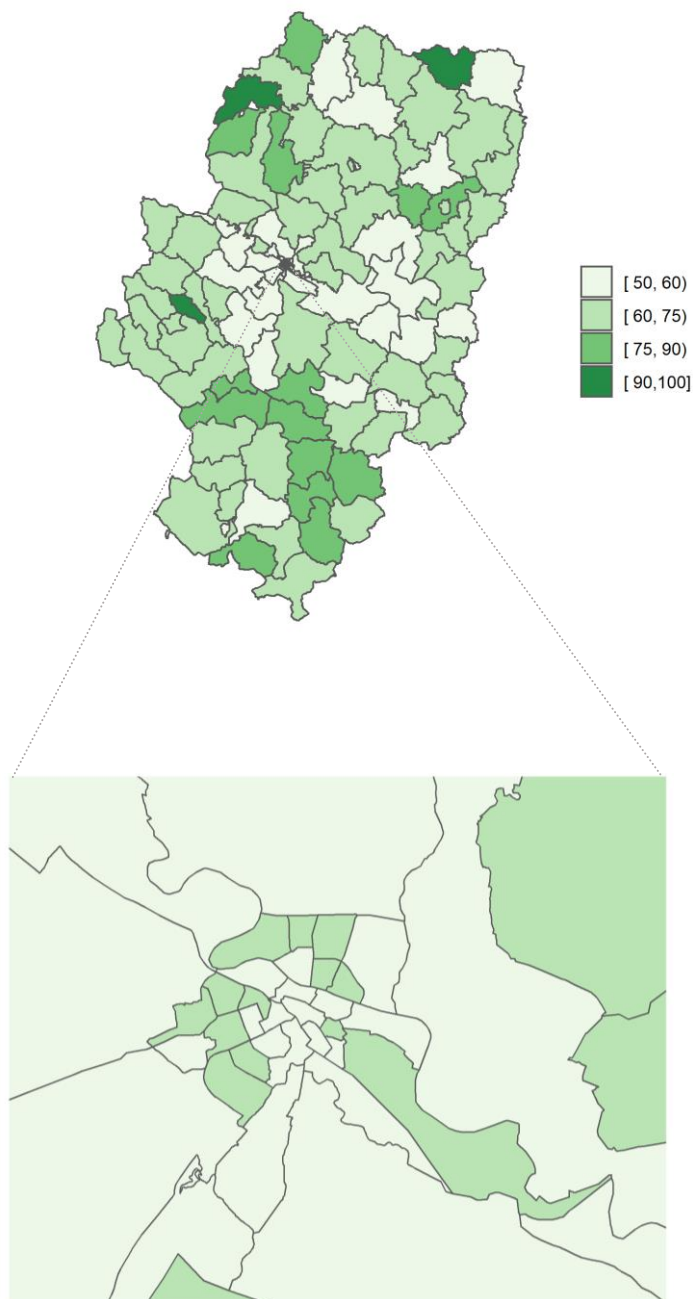 [ 50, 60)
[ 60, 75)
[ 75, 90)
[ 90,100]